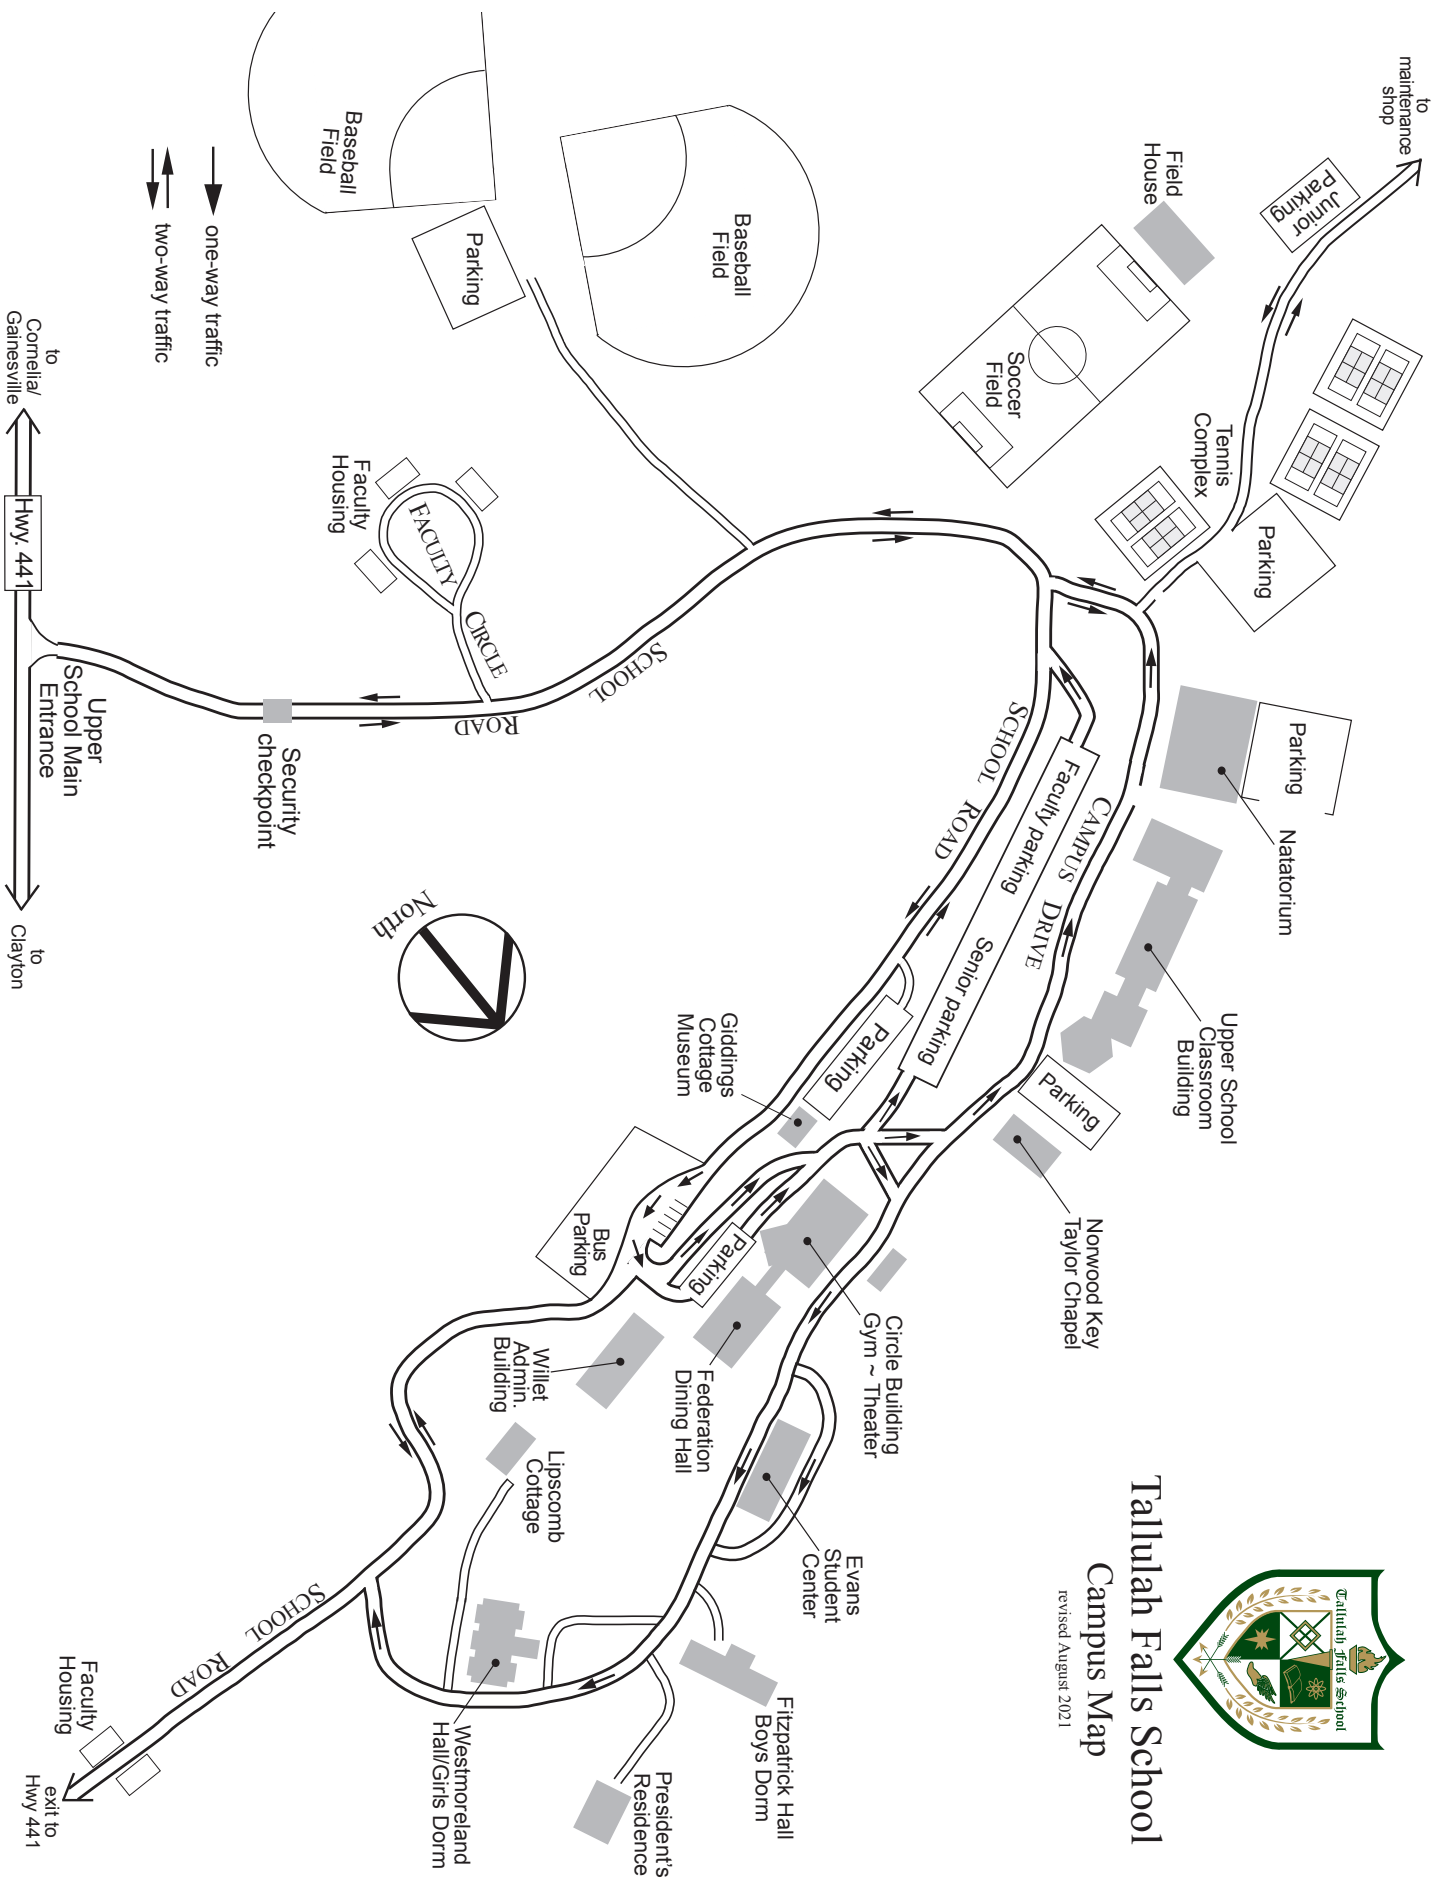 Tallulah Falls School
Tallulah Falls School
Campus Map
revised August 2021
to
maintenance
shop
Junior
Parking
Field
House
Tennis
Complex
Parking
Soccer
Field
Baseball
Field
Baseball
Field
Parking
one-way traffic
two-way traffic
to
Cornelia/
Gainesville
Hwy. 441
to
Clayton
Upper
School Main
Entrance
Security
checkpoint
Faculty
Housing
FACULTY
CIRCLE
SCHOOL
ROAD
SCHOOL ROAD
North
Parking
Natatorium
CAMPUS DRIVE
Faculty parking
Senior parking
Upper School
Classroom
Building
Parking
Norwood Key
Taylor Chapel
Parking
Giddings
Cottage
Museum
Bus
Parking
Parking
Circle Building
Gym ~ Theater
Federation
Dining Hall
Willet
Admin.
Building
Lipscomb
Cottage
Evans
Student
Center
Fitzpatrick Hall
Boys Dorm
President's
Residence
Westmoreland
Hall/Girls Dorm
SCHOOL
ROAD
Faculty
Housing
exit to
Hwy 441